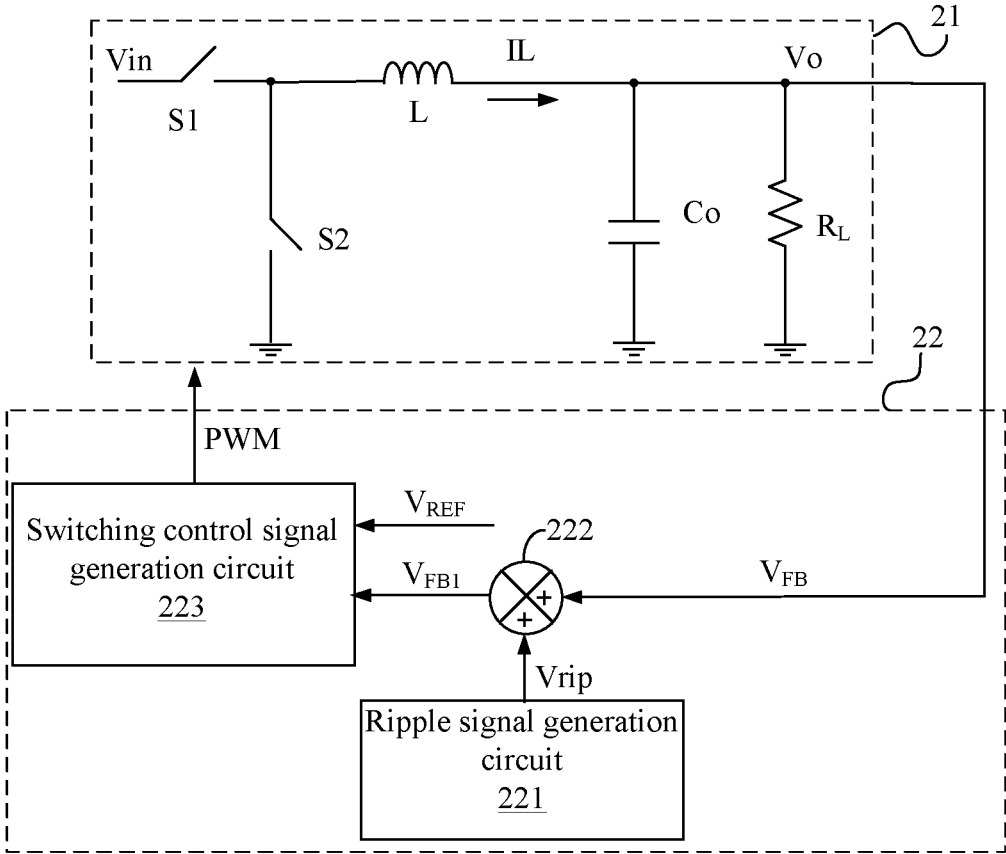 21
Vin
IL
Vo
S1
L
S2
Co
RL
22
PWM
Switching control signal
generation circuit
223
VREF
222
VFB1
VFB
+
+
Vrip
Ripple signal generation
circuit
221